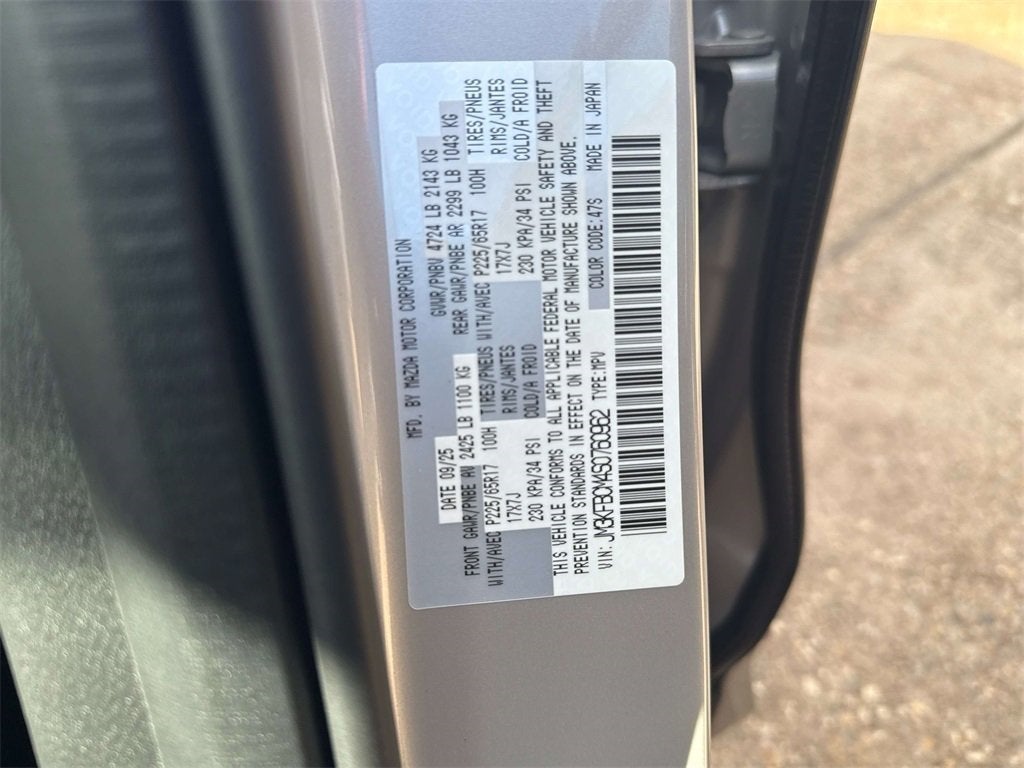 MFD. BY MAZDA MOTOR CORPORATION
DATE 09/25 GVWR/PNBV 4724 LB 2143 KG
FRONT GAWR/PNBE AV 2425 LB 1100 KG REAR GAWR/PNBE AR 2299 LB 1043 KG
WITH/AVEC P225/65R17 100H TIRES/PNEUS WITH/AVEC P225/65R17 100H TIRES/PNEUS
17X7J RIMS/JANTES 17X7J RIMS/JANTES
230 KPA/34 PSI COLD/A FROID 230 KPA/34 PSI COLD/A FROID
THIS VEHICLE CONFORMS TO ALL APPLICABLE FEDERAL MOTOR VEHICLE SAFETY AND THEFT
PREVENTION STANDARDS IN EFFECT ON THE DATE OF MANUFACTURE SHOWN ABOVE.
VIN: JM3KFBCM4S0760962 TYPE:MPV COLOR CODE:47S MADE IN JAPAN